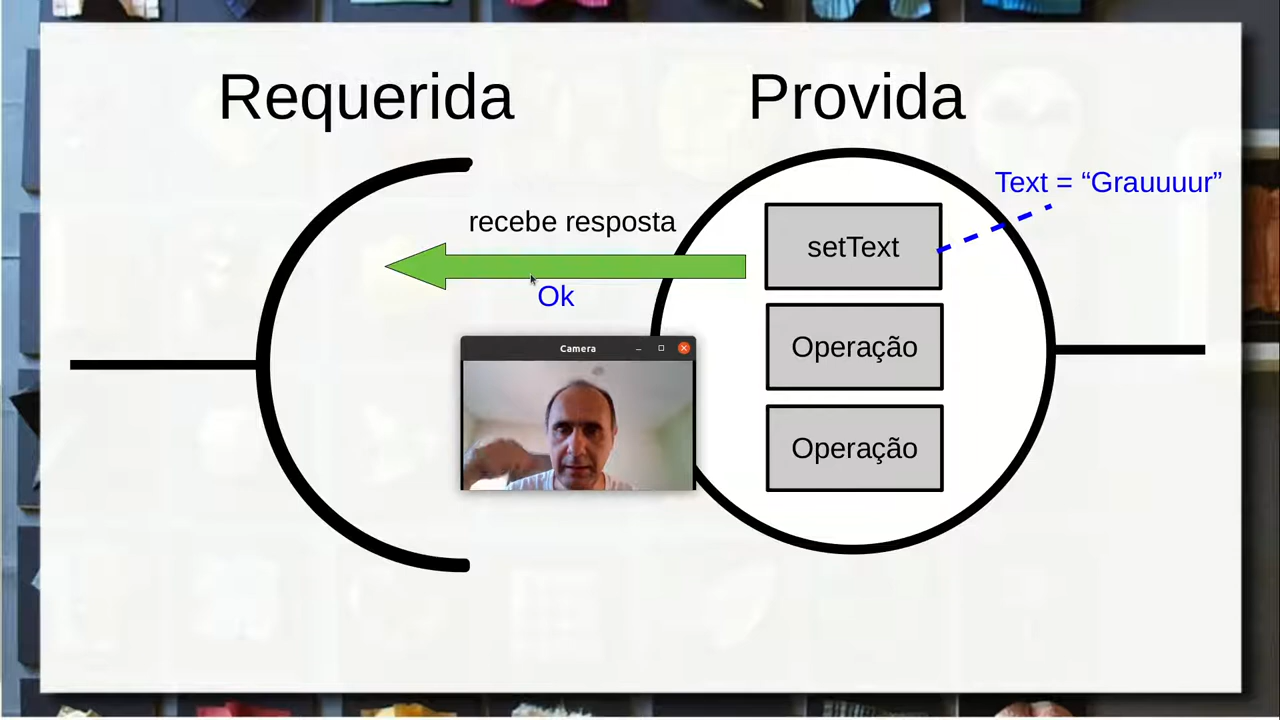 Requerida
Provida
Text = “Grauuuur”
recebe resposta
setText
Ok
Operação
Camera
Operação